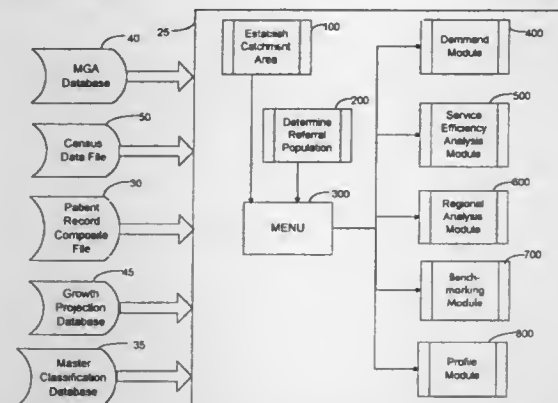 40
MGA
Database
50
Census
Data File
30
Patient
Record
Composite
File
45
Growth
Projection
Database
35
Master
Classification
Database
25
Establish
Catchment
Area
100
Determine
Referral
Population
200
300
MENU
400
Demmand
Module
500
Service
Efficiency
Analysis
Module
600
Regional
Analysis
Module
700
Bench-
marking
Module
800
Profile
Module